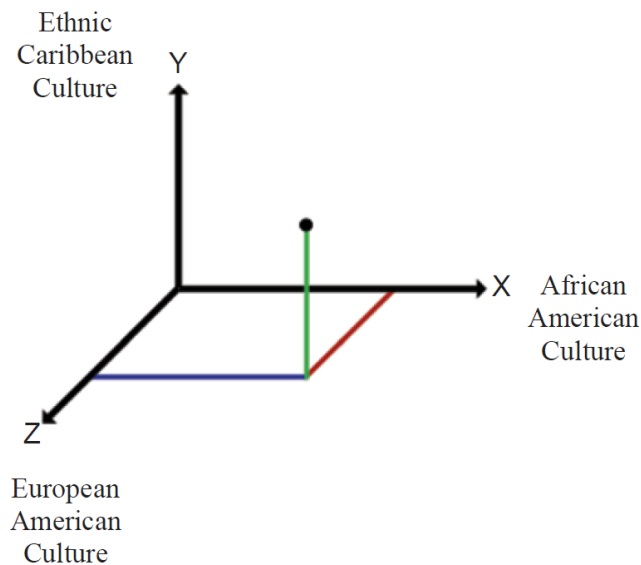 Ethnic
Caribbean
Culture
Y
X
African
American
Culture
Z
European
American
Culture